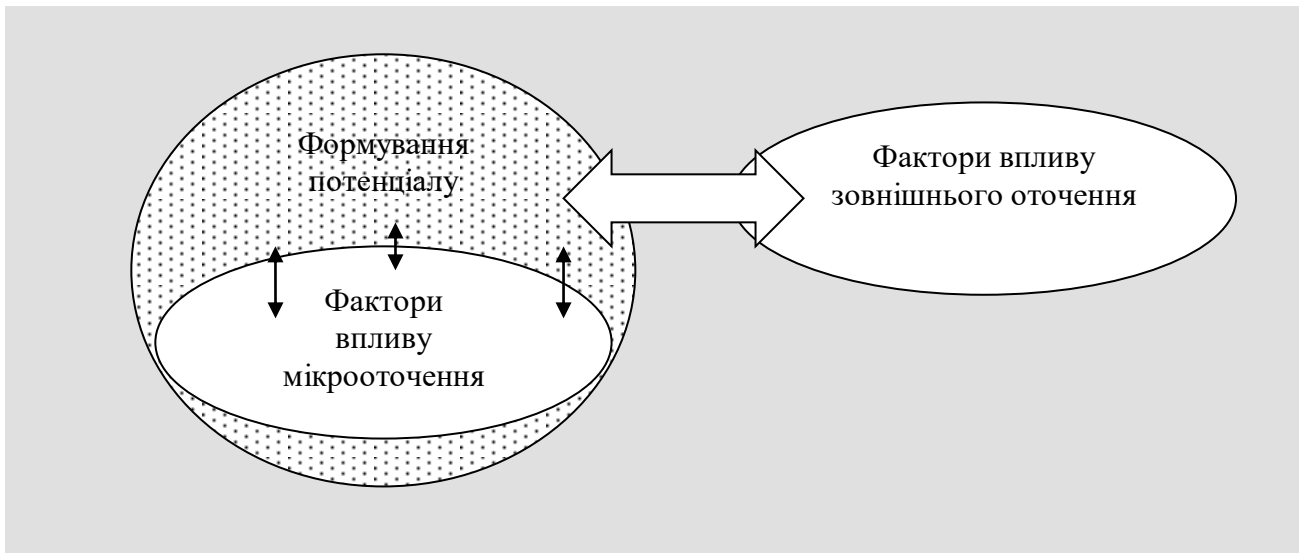 Формування
потенціалу
Фактори впливу
зовнішнього оточення
Фактори
впливу
мікрооточення